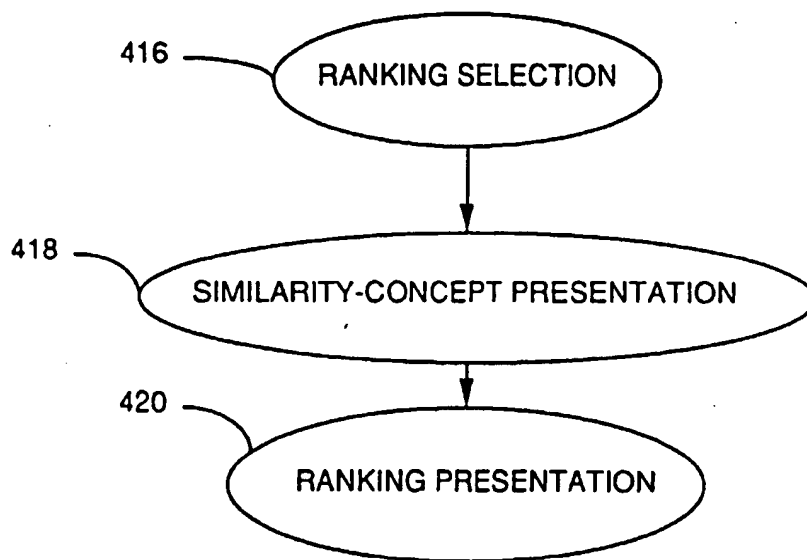 416
RANKING SELECTION
418
SIMILARITY-CONCEPT PRESENTATION
420
RANKING PRESENTATION